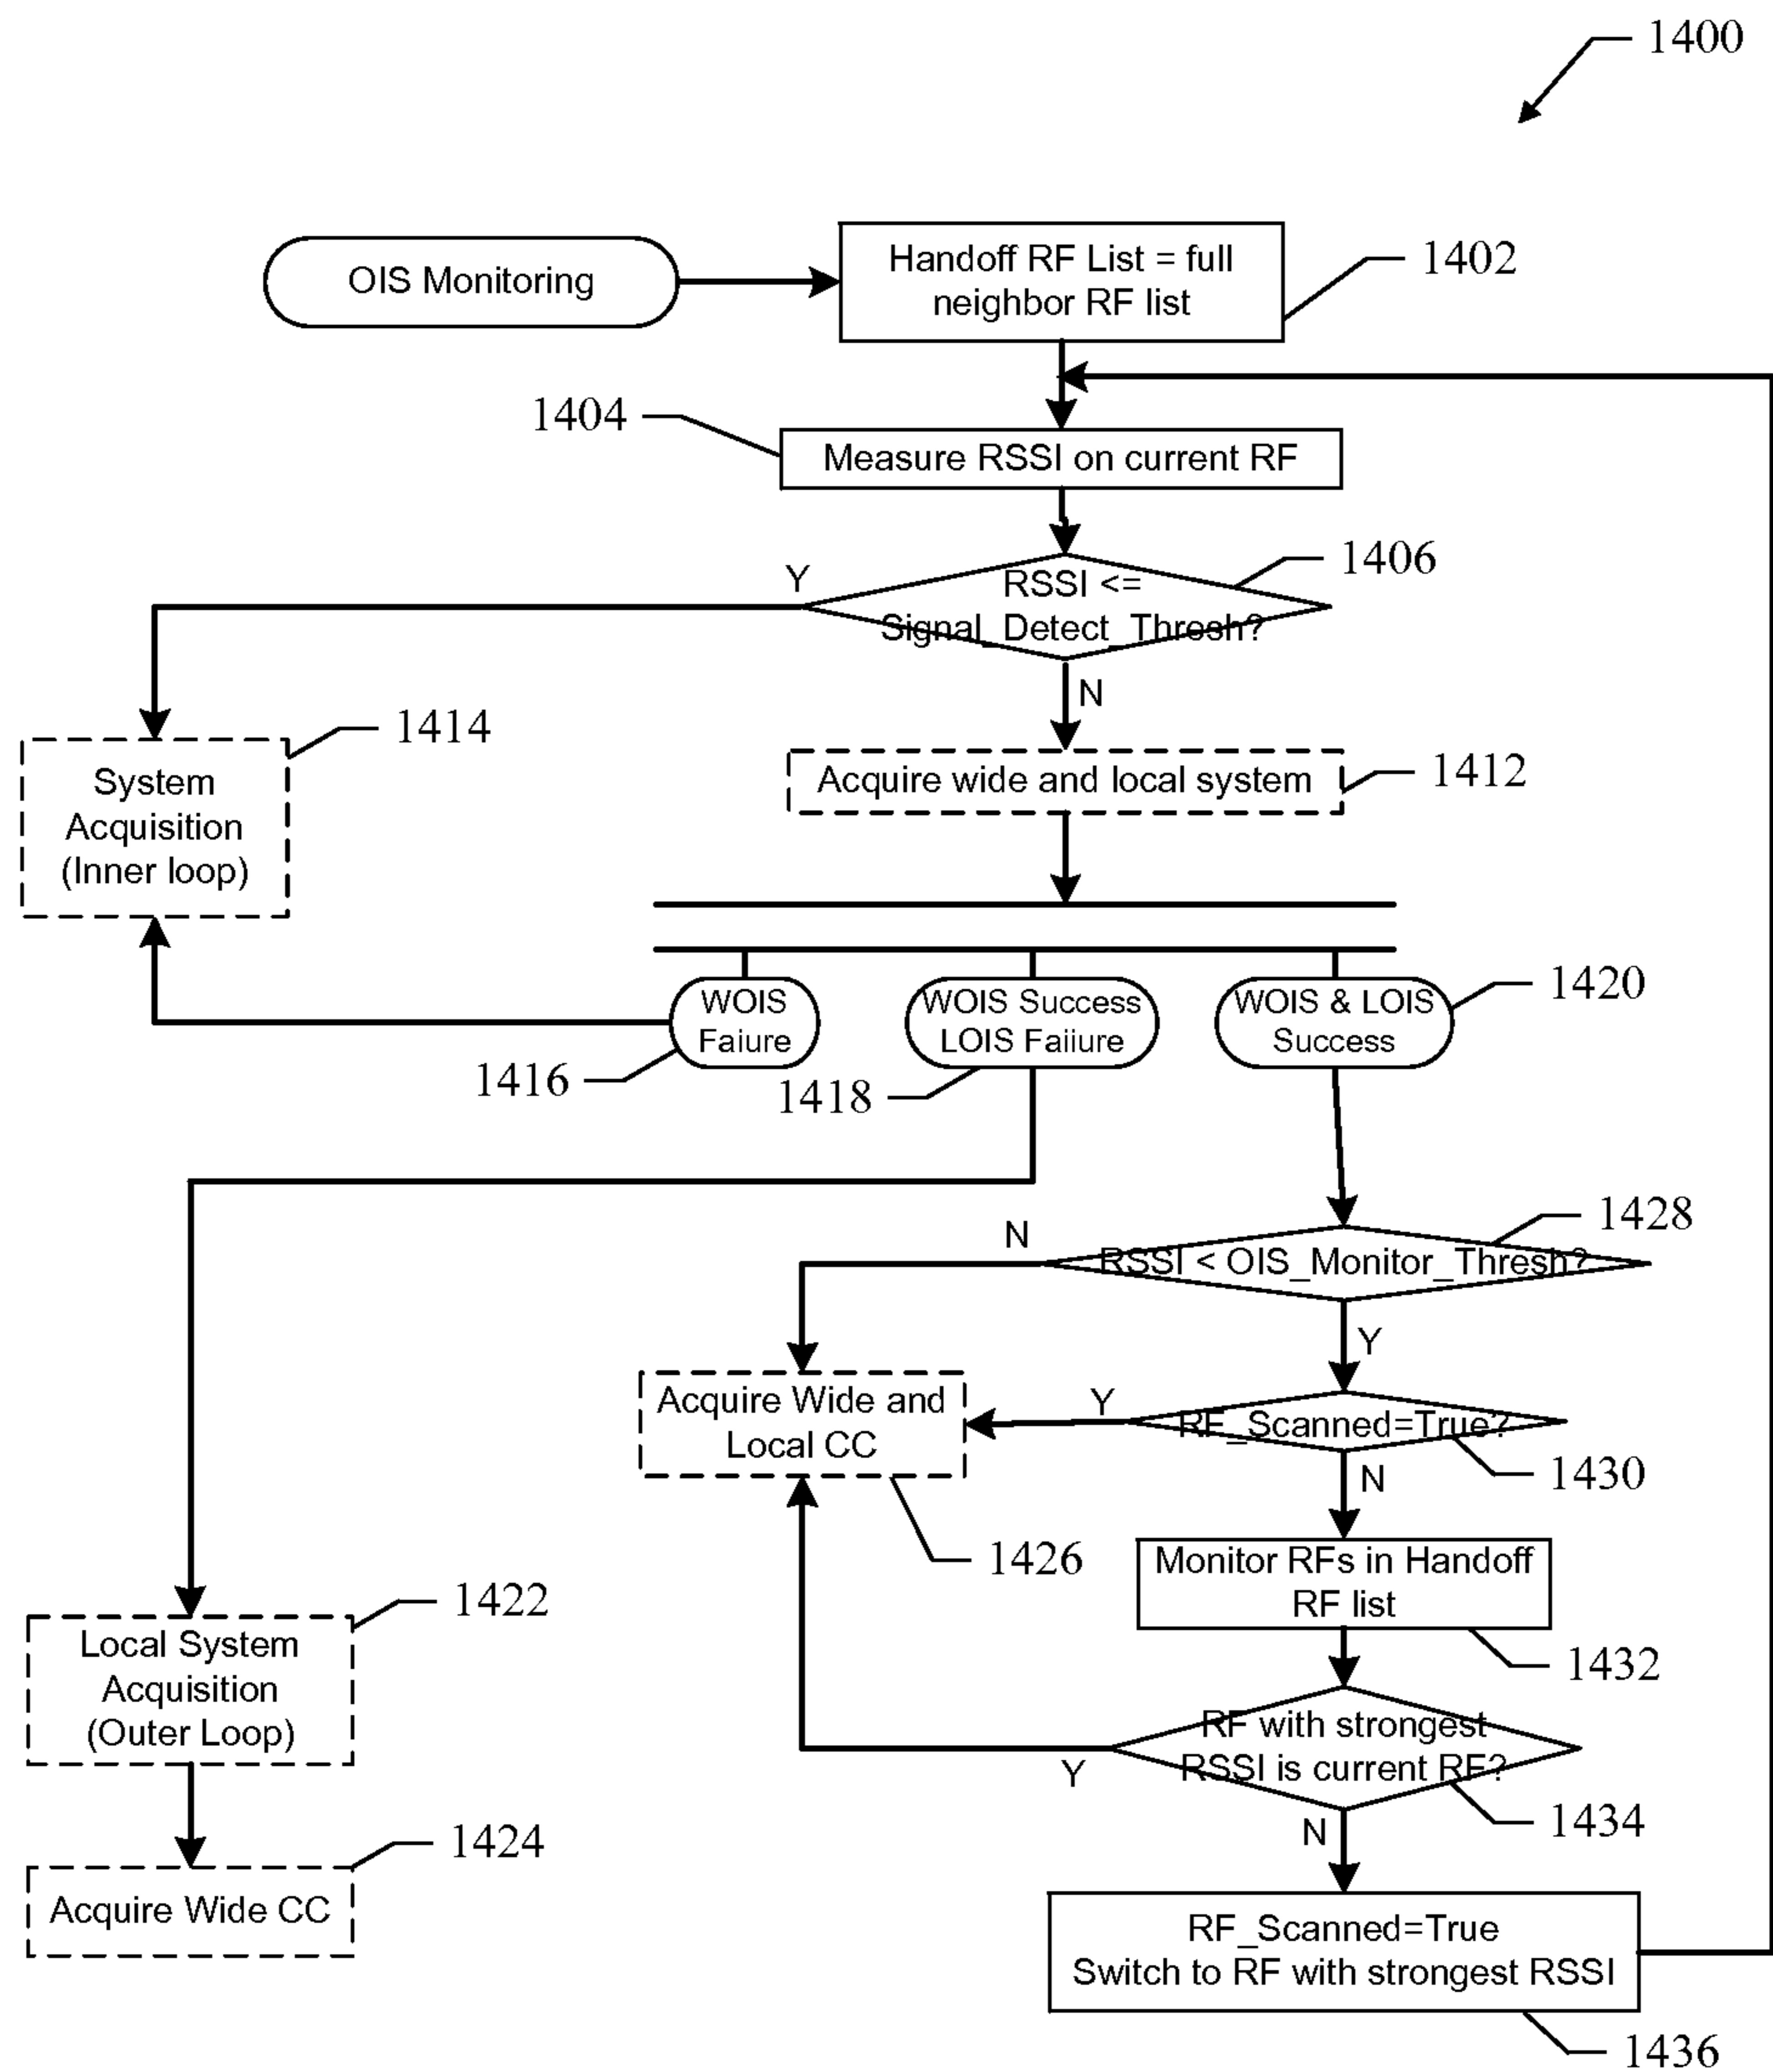 1400
OIS Monitoring
Handoff RF List = full
neighbor RF list
1402
1404
Measure RSSI on current RF
1406
Y
RSSI <=
Signal_Detect_Thresh?
N
1414
System
Acquisition
(Inner loop)
Acquire wide and local system
1412
WOIS
Faiure
1416
WOIS Success
LOIS Faiiure
1418
WOIS & LOIS
Success
1420
1428
N
RSSI < OIS_Monitor_Thresh?
Y
Acquire Wide and
Local CC
1426
Y
RF_Scanned=True?
1430
N
Monitor RFs in Handoff
RF list
1432
1422
Local System
Acquisition
(Outer Loop)
RF with strongest
RSSI is current RF?
Y
1434
N
1424
Acquire Wide CC
RF_Scanned=True
Switch to RF with strongest RSSI
1436